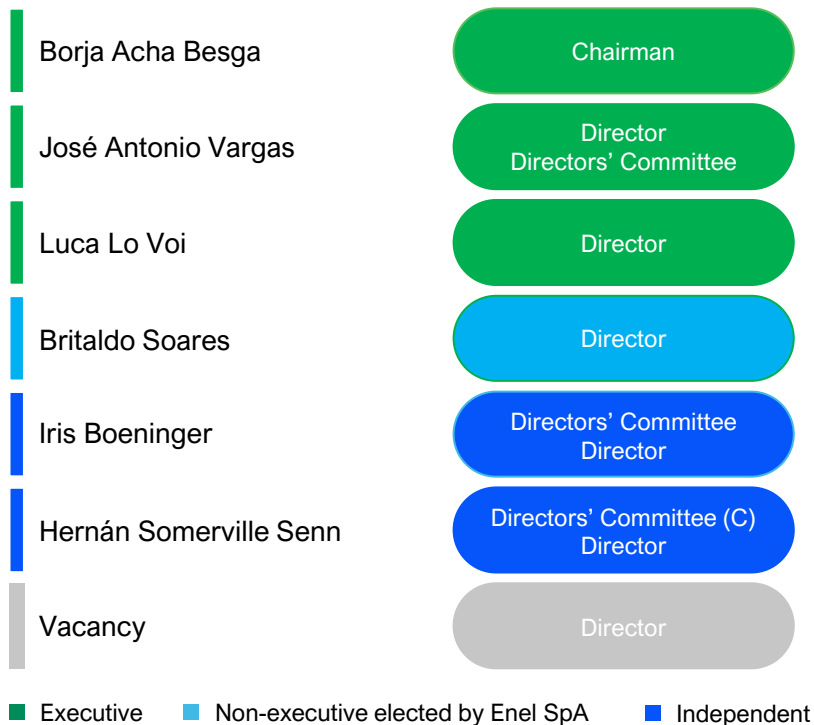 Borja Acha Besga
Chairman
José Antonio Vargas
Director
Directors’ Committee
Luca Lo Voi
Director
Britaldo Soares
Director
Iris Boeninger
Directors’ Committee
Director
Hernán Somerville Senn
Directors’ Committee (C)
Director
Vacancy
Director
Executive
Non-executive elected by Enel SpA
Independent